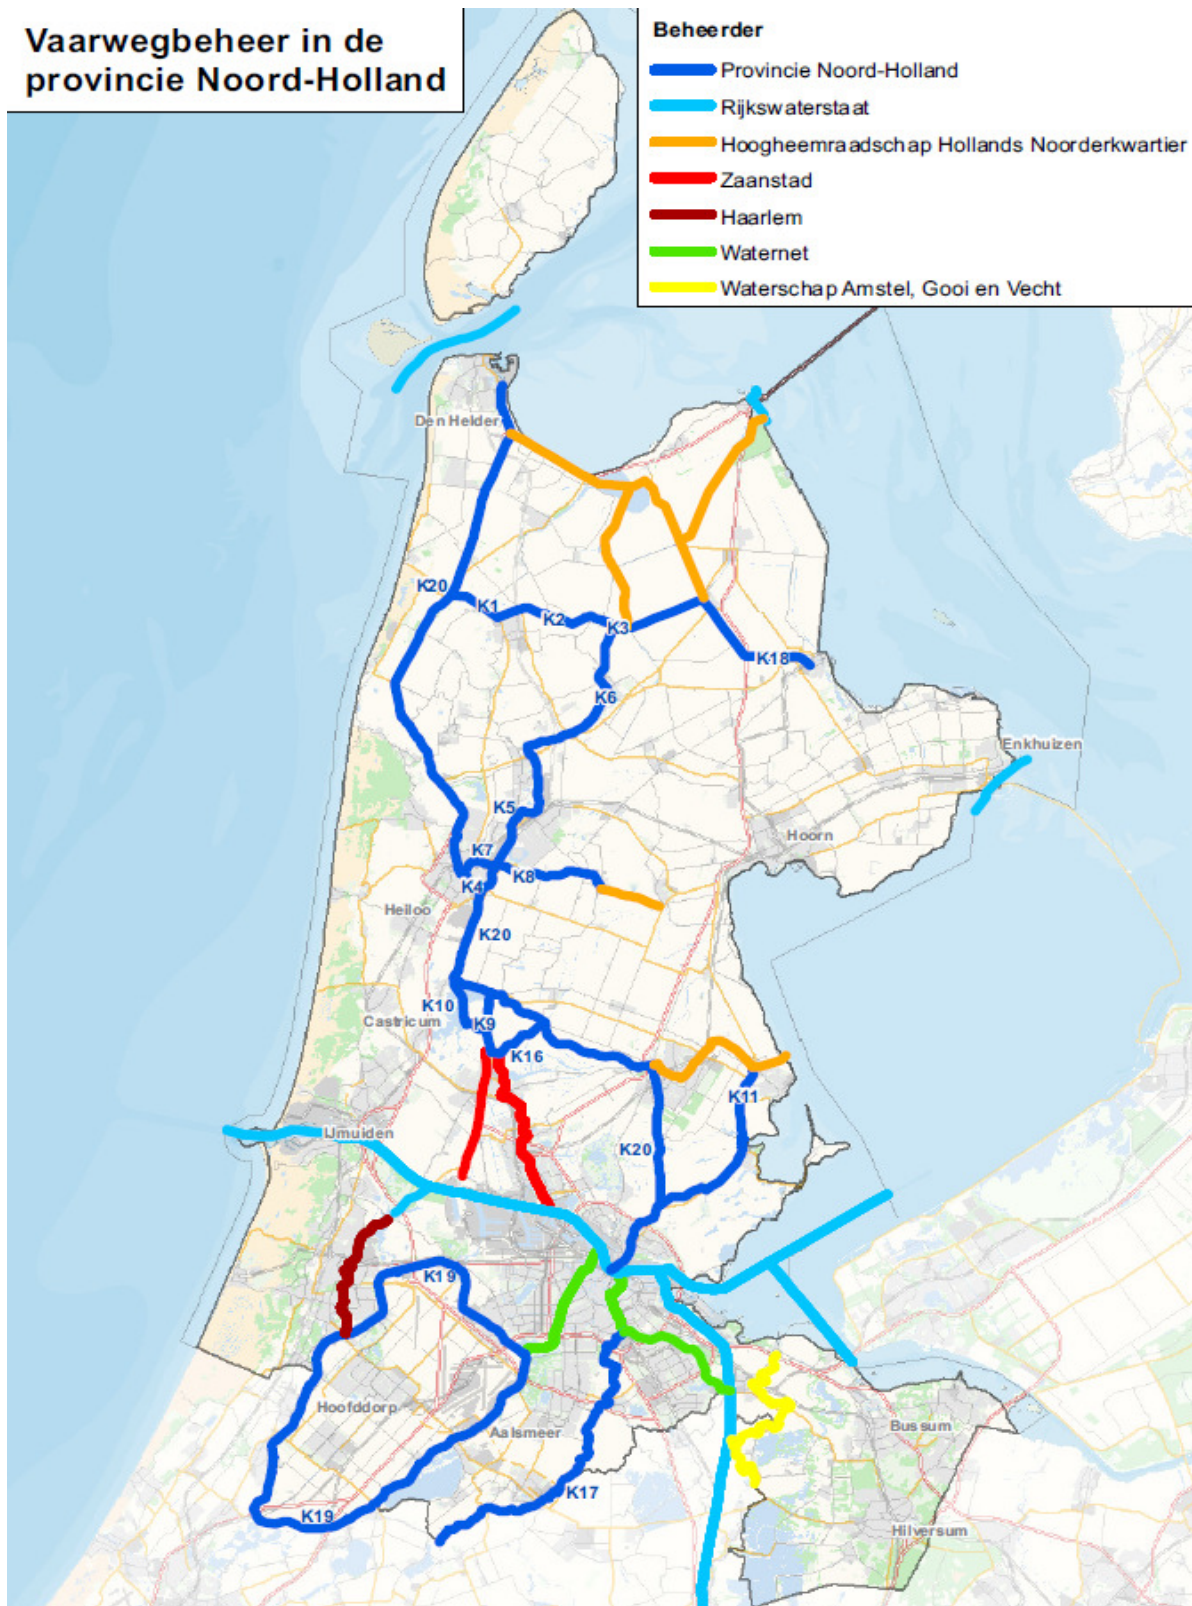 Vaarwegbeheer in de
provincie Noord-Holland
Beheerder
Provincie Noord-Holland
Rijkswaterstaat
Hoogheemraadschap Hollands Noorderkwartier
Zaanstad
Haarlem
Waternet
Waterschap Amstel, Gooi en Vecht
Den Helder
K20
K1
K2
K3
K18
K6
Enkhuizen
K5
Hoorn
K7
K8
K4
Heiloo
K20
K10
Castricum
K9
K16
K11
IJmuiden
K20
K19
Hoofddorp
Aalsmeer
Bussum
K17
K19
Hilversum